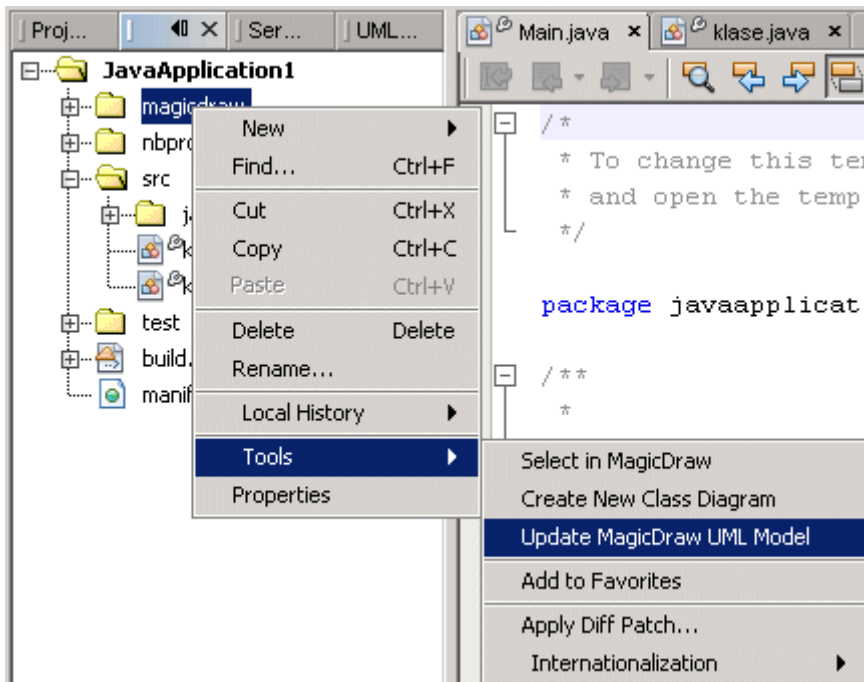 Proj...
Ser...
UML...
Main.java
klase.java
JavaApplication1
magicdraw
nbpro
src
j
k
k
test
build.
manif
New
Find... Ctrl+F
Cut Ctrl+X
Copy Ctrl+C
Paste Ctrl+V
Delete Delete
Rename...
Local History
Tools
Properties
Select in MagicDraw
Create New Class Diagram
Update MagicDraw UML Model
Add to Favorites
Apply Diff Patch...
Internationalization
/*
* To change this te
* and open the temp
*/
package javaapplicat
/**
*